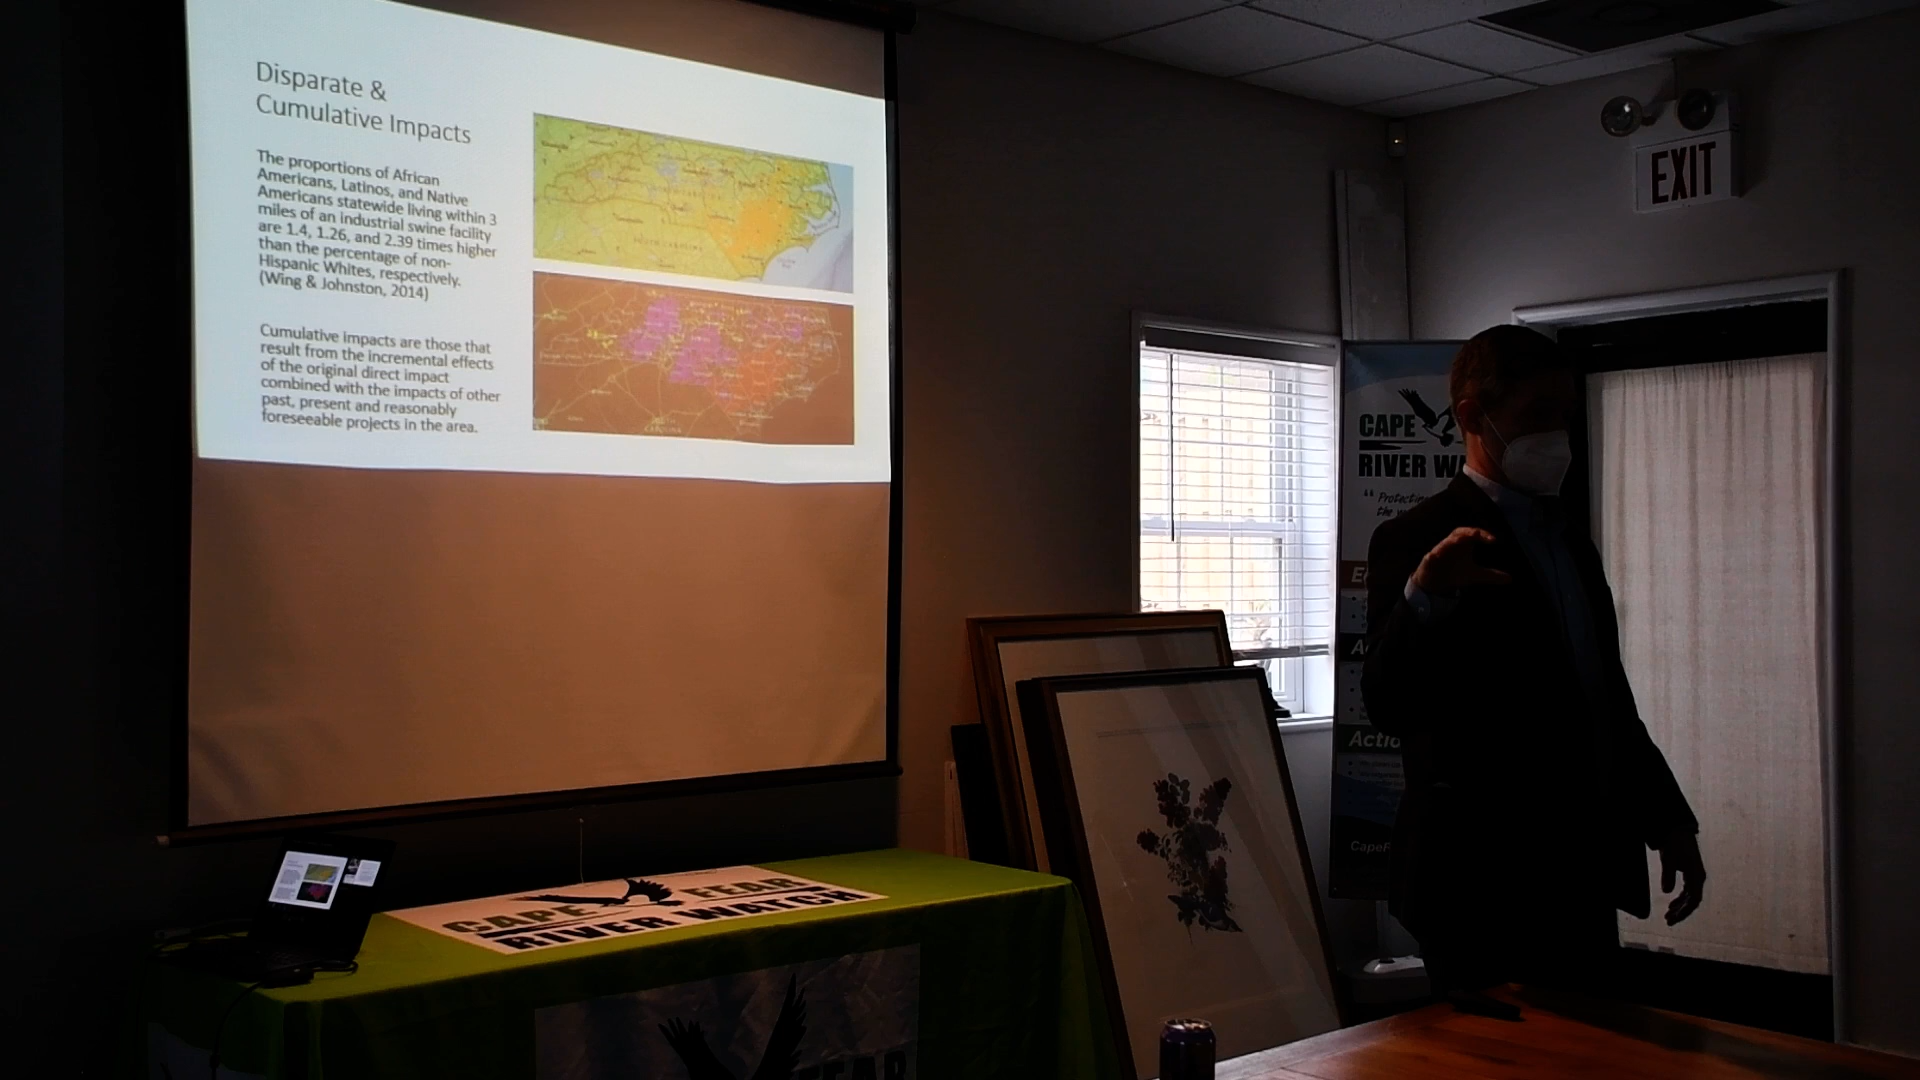 Disparate &
Cumulative Impacts
The proportions of African
Americans, Latinos, and Native
Americans statewide living within 3
miles of an industrial swine facility
are 1.4, 1.26, and 2.39 times higher
than the percentage of non-
Hispanic Whites, respectively.
(Wing & Johnston, 2014)
Cumulative impacts are those that
result from the incremental effects
of the original direct impact
combined with the impacts of other
past, present and reasonably
foreseeable projects in the area.
EXIT
CAPE
RIVER
CAPE FEAR
RIVER WATCH
FEAR